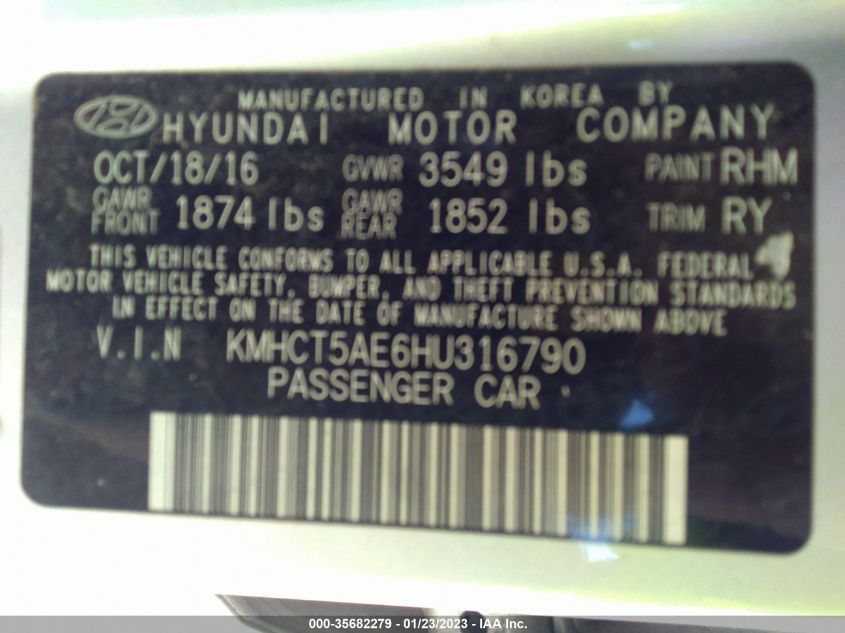 MANUFACTURED IN KOREA BY
HYUNDAI MOTOR COMPANY
OCT/18/16 GVWR 3549 lbs PAINT RHM
GAWR FRONT 1874 lbs GAWR REAR 1852 lbs TRIM RY
THIS VEHICLE CONFORMS TO ALL APPLICABLE U.S.A. FEDERAL
MOTOR VEHICLE SAFETY, BUMPER, AND THEFT PREVENTION STANDARDS
IN EFFECT ON THE DATE OF MANUFACTURE SHOWN ABOVE.
V.I.N KMHCT5AE6HU316790
PASSENGER CAR
000-35682279 - 01/23/2023 - IAA Inc.